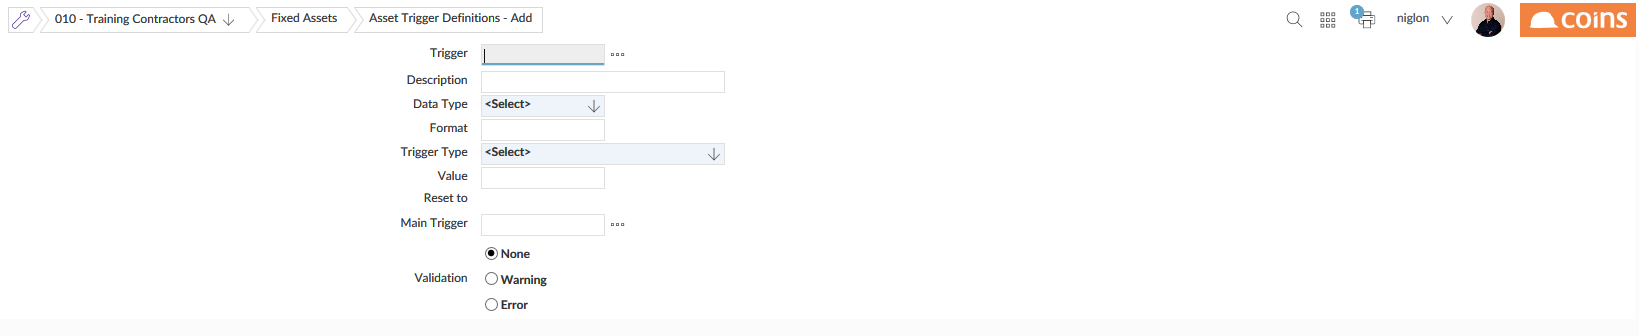 010 - Training Contractors QA
Fixed Assets
Asset Trigger Definitions - Add
1
niglon
coins
Trigger
Description
Data Type <Select>
Format
Trigger Type <Select>
Value
Reset to
Main Trigger
None
Validation Warning
Error